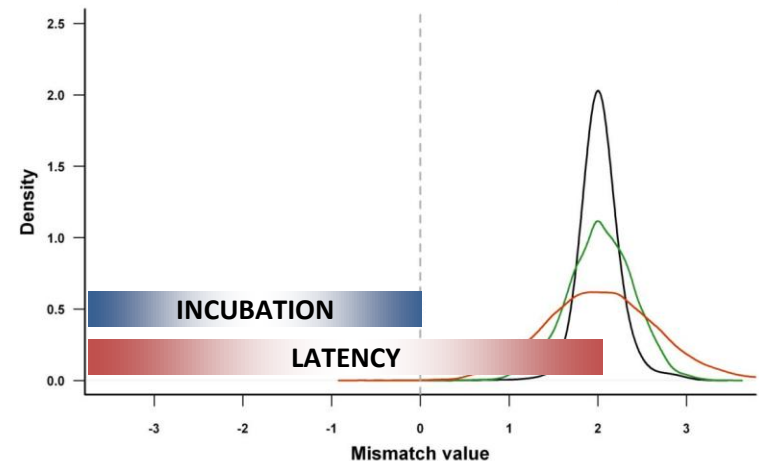 2.5
2.0
1.5
1.0
0.5
0.0
Density
INCUBATION
LATENCY
-3 -2 -1 0 1 2 3
Mismatch value